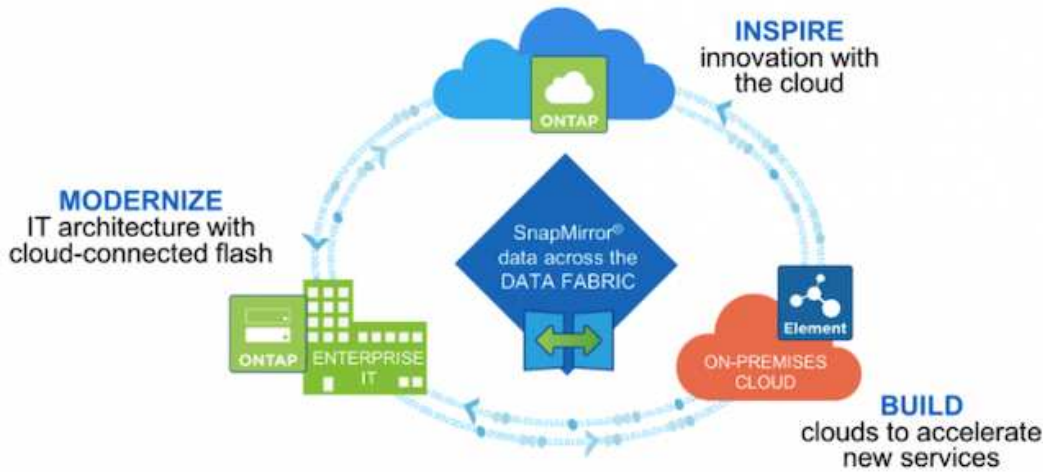 INSPIRE
innovation with
the cloud
ONTAP
MODERNIZE
IT architecture with
cloud-connected flash
SnapMirror®
data across the
DATA FABRIC
ONTAP
ENTERPRISE
IT
Element
ON-PREMISES
CLOUD
BUILD
clouds to accelerate
new services